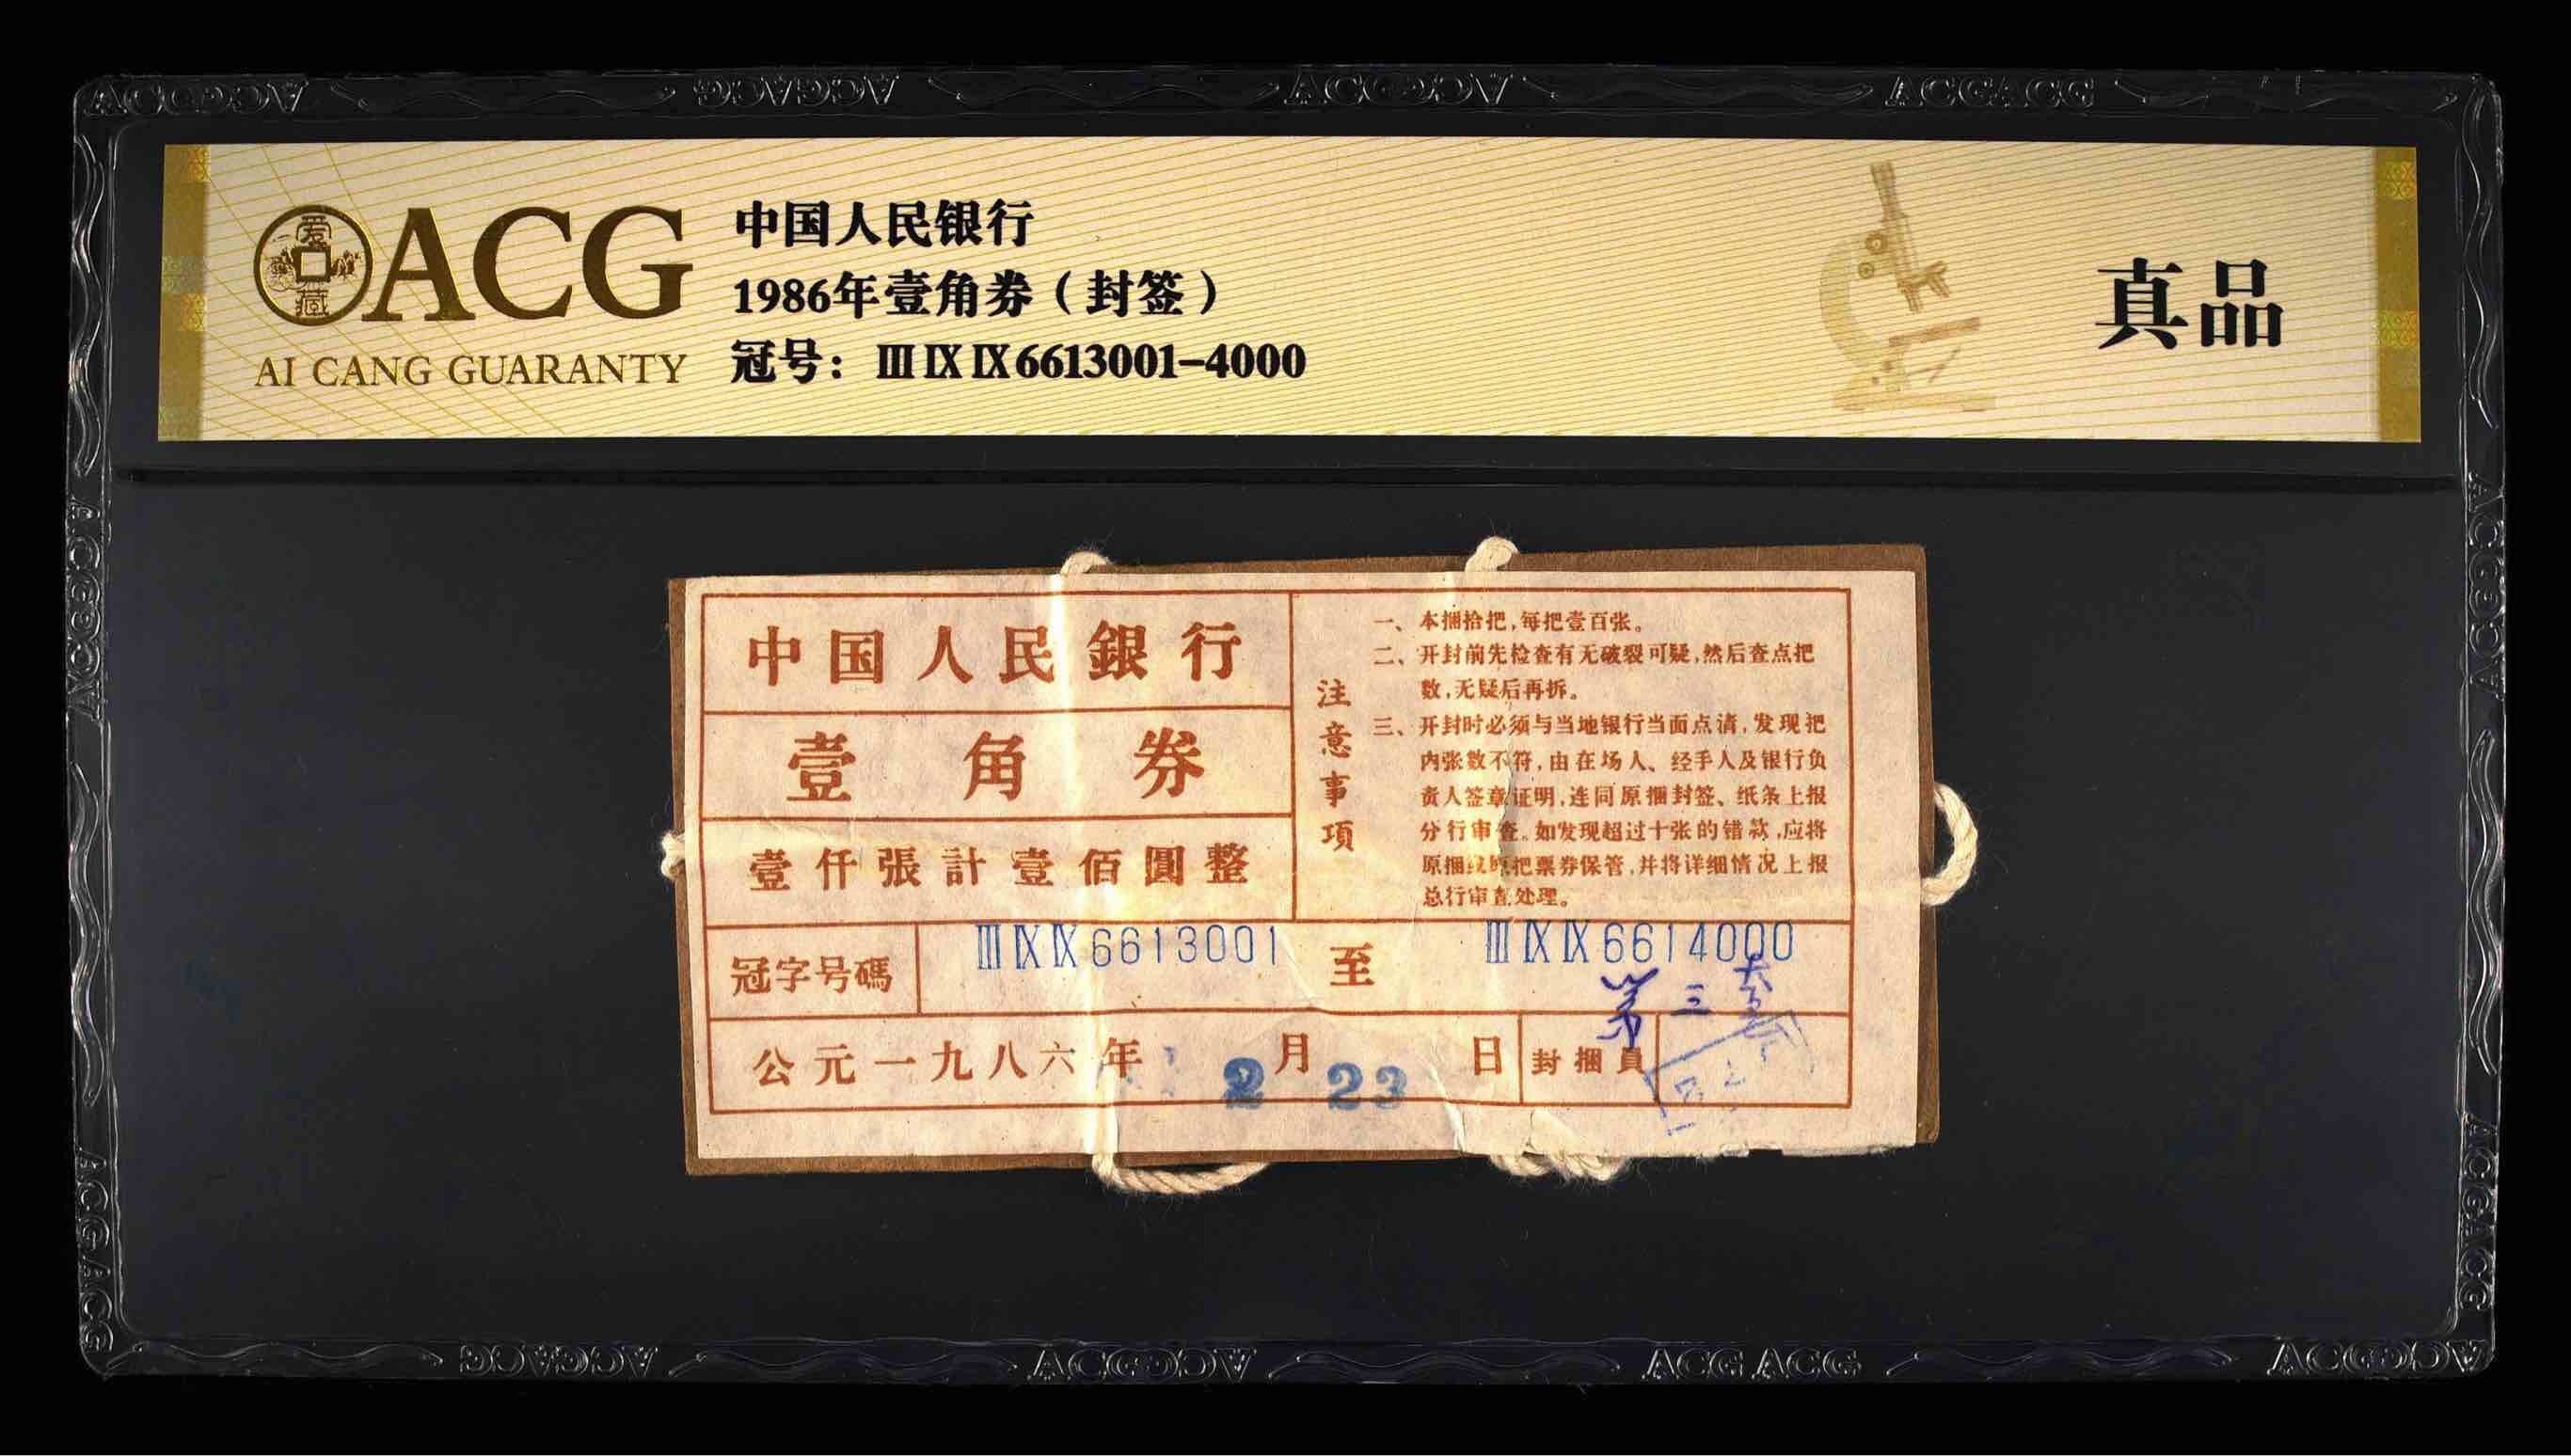 爱藏
ACG
AI CANG GUARANTY
中国人民银行
1986年壹角券（封签）
冠号：ⅢⅨⅨ6613001-4000
真品
中国人民銀行
壹角券
壹仟張計壹佰圓整
注意事項
一、本捆拾把，每把壹百张。
二、开封前先检查有无破裂可疑，然后查点把
数，无疑后再拆。
三、开封时必须与当地银行当面点清，发现把
内张数不符，由在场人、经手人及银行负
责人签章证明，连同原捆封签、纸条上报
分行审查。如发现超过十张的错款，应将
原捆或原把票券保管，并将详细情况上报
总行审查处理。
冠字号碼 ⅢⅨⅨ6613001 至 ⅢⅨⅨ6614000
第三套
公元一九八六年 2 月 23 日 封捆員